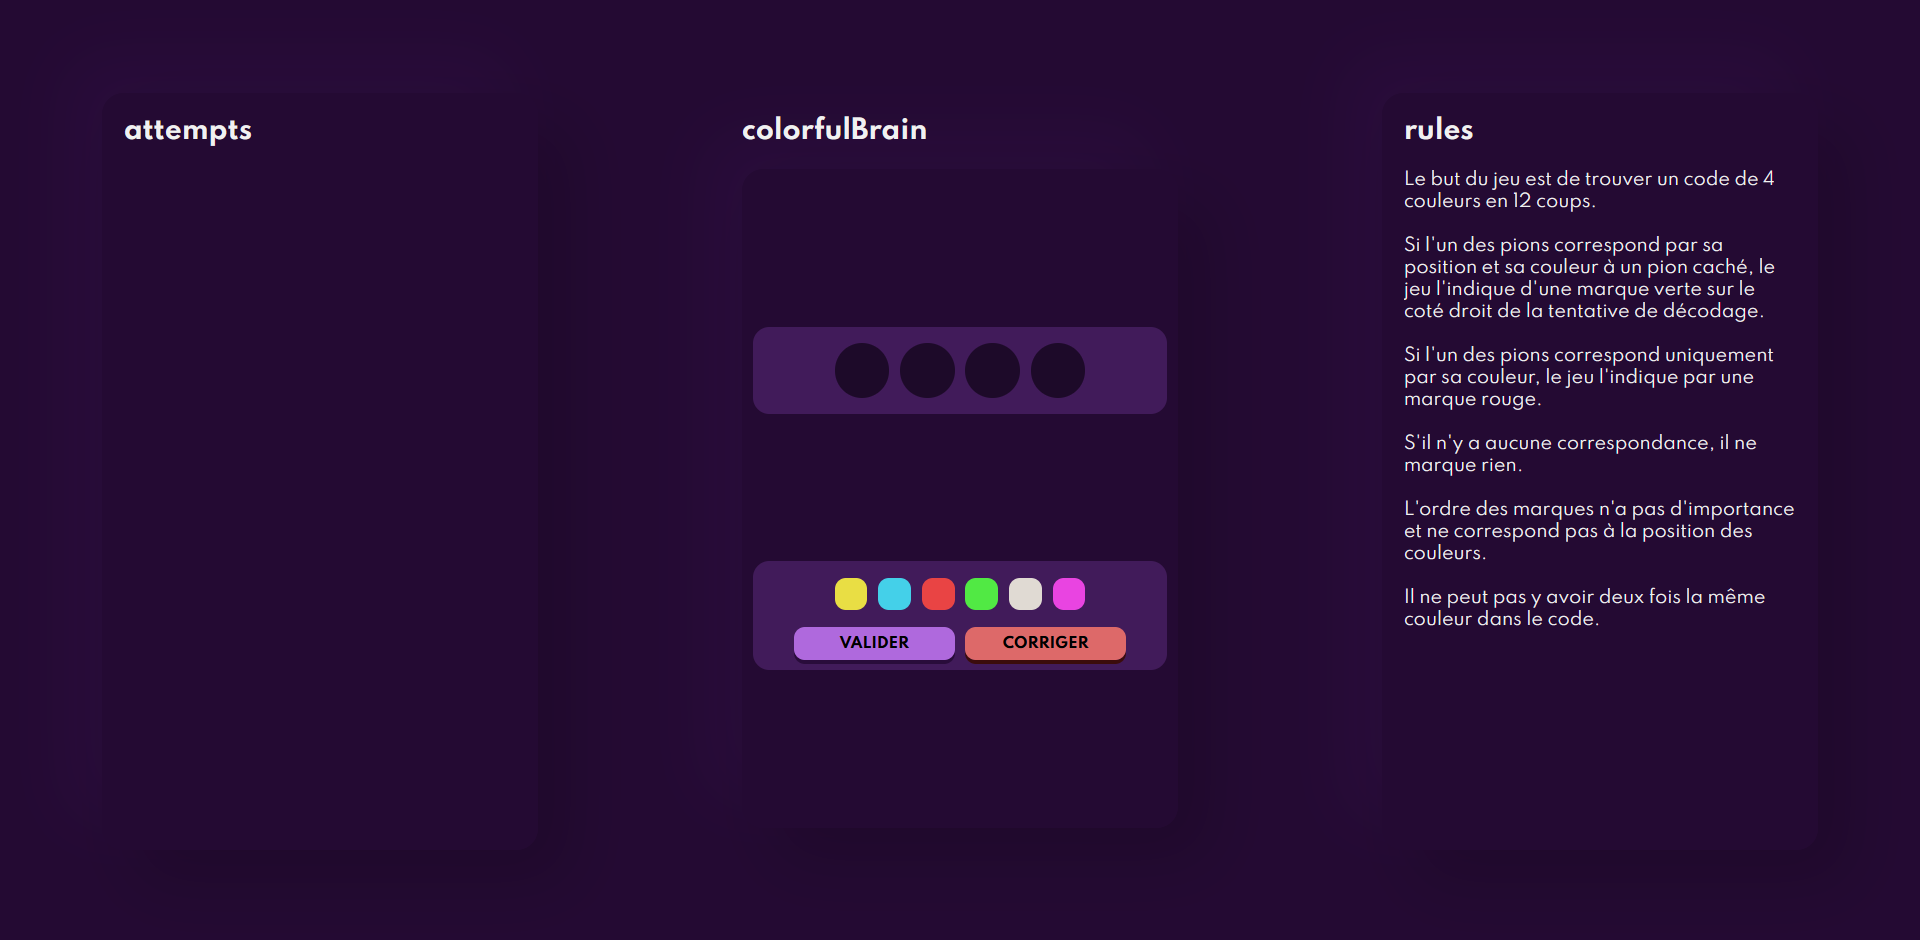 attempts
colorfulBrain
VALIDER
CORRIGER
rules
Le but du jeu est de trouver un code de 4
couleurs en 12 coups.
Si l'un des pions correspond par sa
position et sa couleur à un pion caché, le
jeu l'indique d'une marque verte sur le
coté droit de la tentative de décodage.
Si l'un des pions correspond uniquement
par sa couleur, le jeu l'indique par une
marque rouge.
S'il n'y a aucune correspondance, il ne
marque rien.
L'ordre des marques n'a pas d'importance
et ne correspond pas à la position des
couleurs.
Il ne peut pas y avoir deux fois la même
couleur dans le code.